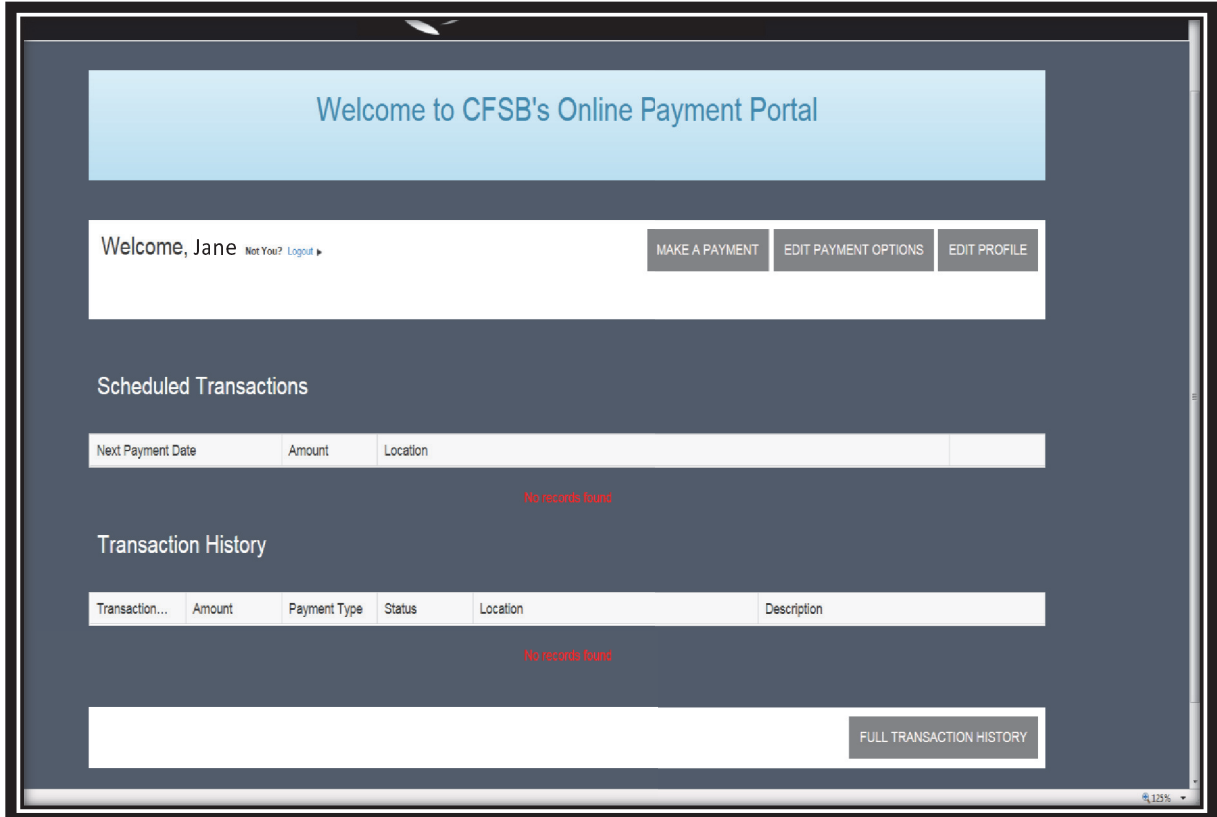 Welcome to CFSB's Online Payment Portal
Welcome, Jane Not You? Logout
MAKE A PAYMENT EDIT PAYMENT OPTIONS EDIT PROFILE
Scheduled Transactions
Next Payment Date Amount Location
No records found
Transaction History
Transaction... Amount Payment Type Status Location Description
No records found
FULL TRANSACTION HISTORY
125%